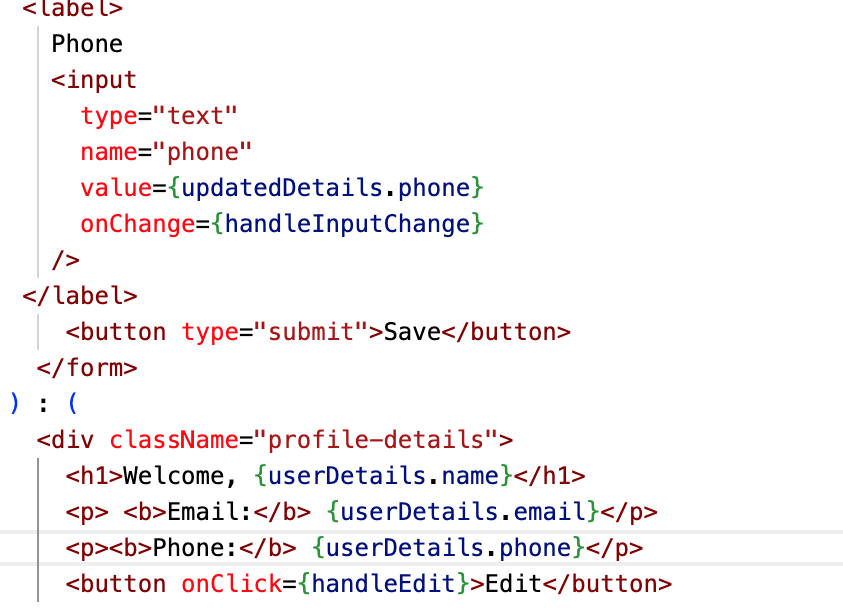 <label>
Phone
<input
type="text"
name="phone"
value={updatedDetails.phone}
onChange={handleInputChange}
/>
</label>
<button type="submit">Save</button>
</form>
) : (
<div className="profile-details">
<h1>Welcome, {userDetails.name}</h1>
<p> <b>Email:</b> {userDetails.email}</p>
<p><b>Phone:</b> {userDetails.phone}</p>
<button onClick={handleEdit}>Edit</button>